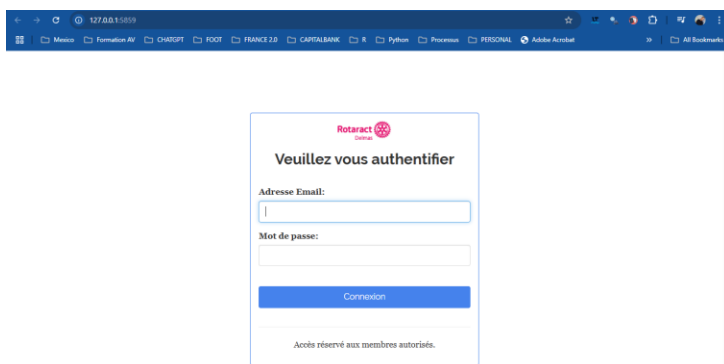 127.0.0.1:5859
Mexico Formation AV CHATGPT FOOT FRANCE 2.0 CAPITALBANK R Python Processus PERSONAL Adobe Acrobat » All Bookmarks
Rotaract
Delmas
Veuillez vous authentifier
Adresse Email:
Mot de passe:
Connexion
Accès réservé aux membres autorisés.